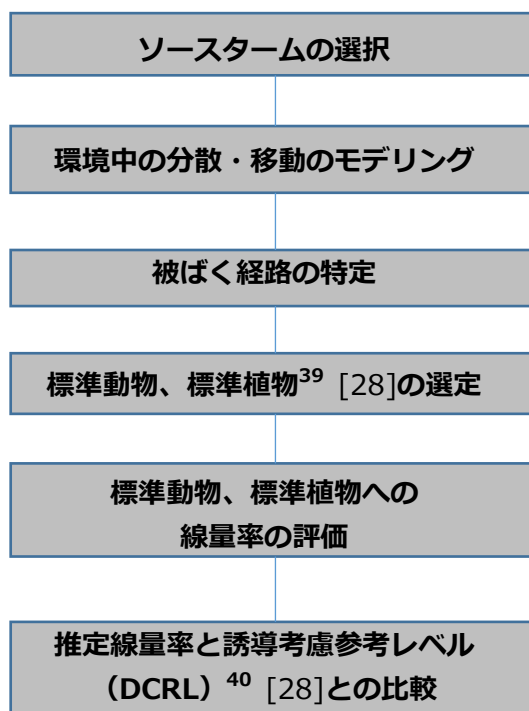 ソースタームの選択
環境中の分散・移動のモデリング
被ばく経路の特定
標準動物、標準植物39 [28]の選定
標準動物、標準植物への
線量率の評価
推定線量率と誘導考慮参考レベル
（DCRL）40 [28]との比較